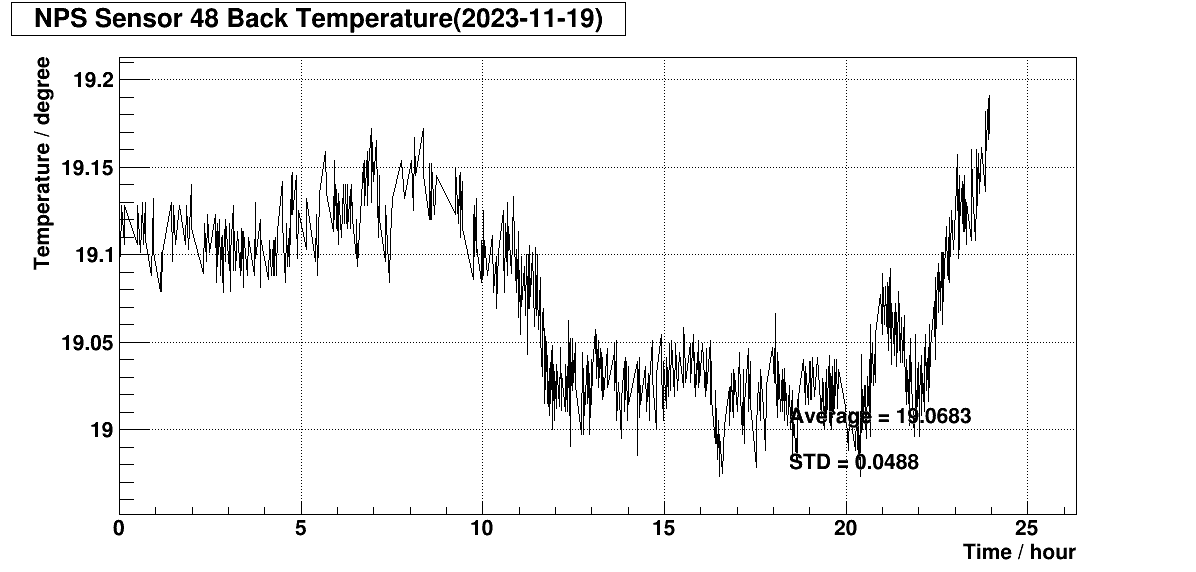 NPS Sensor 48 Back Temperature(2023-11-19)
Temperature / degree
19.2
19.15
19.1
19.05
19
Average = 19.0683
STD = 0.0488
0 5 10 15 20 25
Time / hour